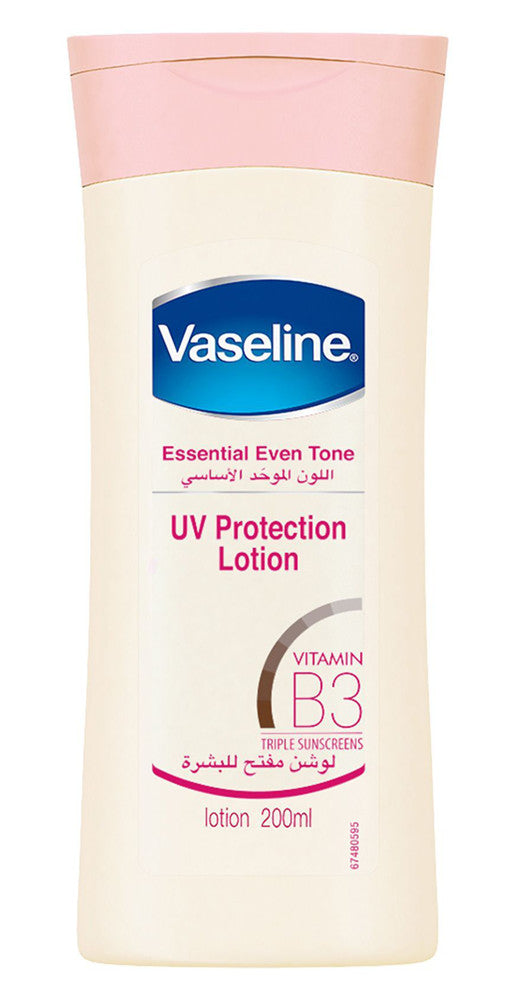 Vaseline®
Essential Even Tone
اللون الموحَد الأساسي
UV Protection
Lotion
VITAMIN
B3
TRIPLE SUNSCREENS
لوشن مفتح للبشرة
lotion 200ml
67480595